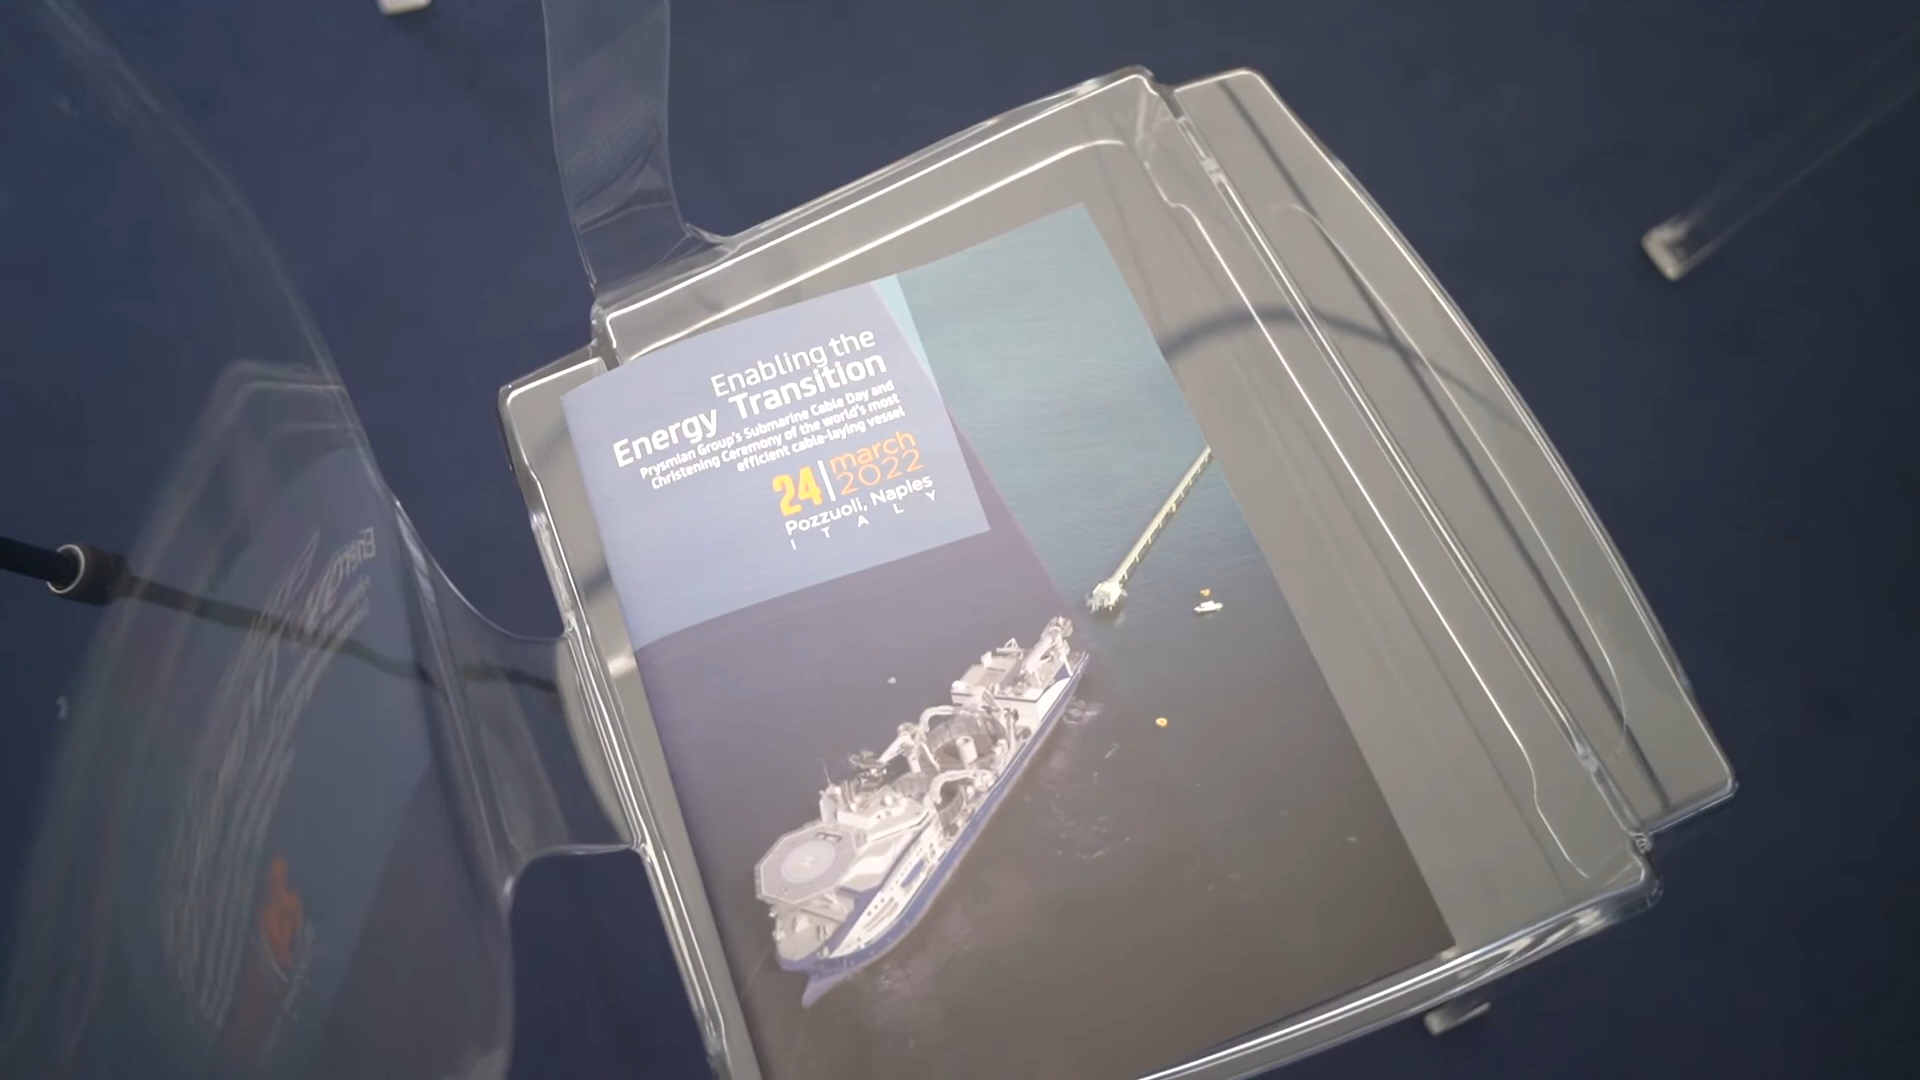 Enabling the
Energy Transition
Prysmian Group's Submarine Cable Day and
Christening Ceremony of the world's most
efficient cable-laying vessel
24 | march
2022
Pozzuoli, Naples
ITALY